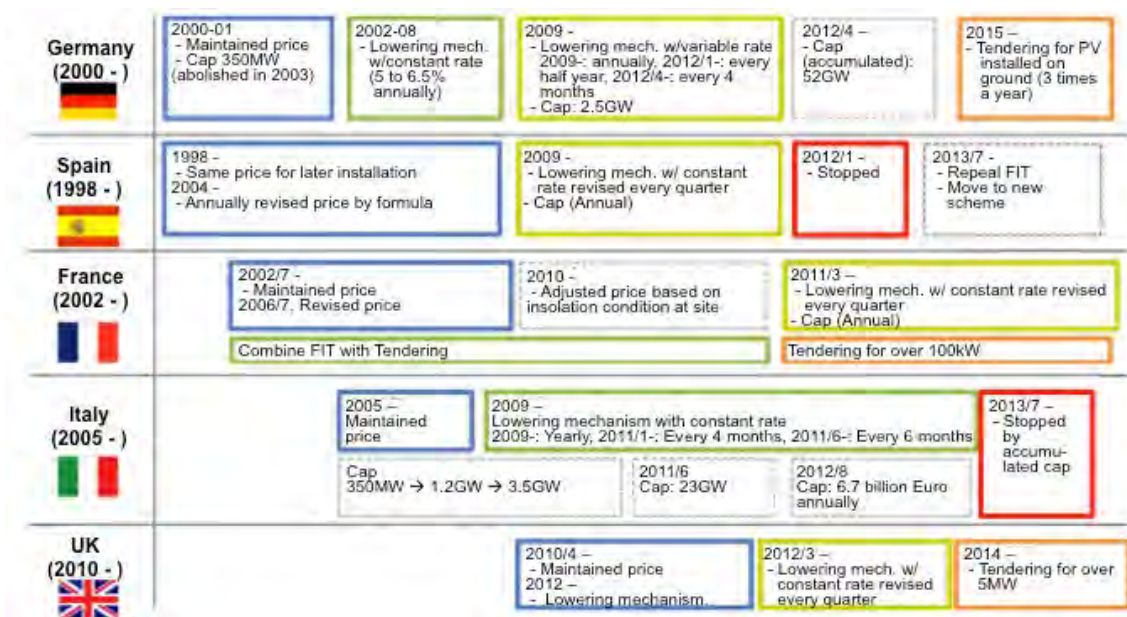 Germany
(2000 - )
2000-01
- Maintained price
- Cap 350MW
(abolished in 2003)
2002-08
- Lowering mech.
w/constant rate
(5 to 6.5%
annually)
2009 -
- Lowering mech. w/variable rate
2009-: annually, 2012/1-: every
half year, 2012/4-: every 4
months
- Cap: 2.5GW
2012/4 –
- Cap
(accumulated):
52GW
2015 –
- Tendering for PV
installed on
ground (3 times
a year)
Spain
(1998 - )
1998 -
- Same price for later installation
2004 -
- Annually revised price by formula
2009 -
- Lowering mech. w/ constant
rate revised every quarter
- Cap (Annual)
2012/1 –
- Stopped
2013/7 -
- Repeal FIT
- Move to new
scheme
France
(2002 - )
2002/7 -
- Maintained price
2006/7, Revised price
2010 -
- Adjusted price based on
insolation condition at site
2011/3 –
- Lowering mech. w/ constant rate revised
every quarter
- Cap (Annual)
Combine FIT with Tendering
Tendering for over 100kW
Italy
(2005 - )
2005 –
Maintained
price
2009 –
Lowering mechanism with constant rate
2009-: Yearly, 2011/1-: Every 4 months, 2011/6-: Every 6 months
2013/7 –
- Stopped
by
accumu-
lated cap
Cap
350MW → 1.2GW → 3.5GW
2011/6
Cap: 23GW
2012/8
Cap: 6.7 billion Euro
annually
UK
(2010 - )
2010/4 –
- Maintained price
2012 –
- Lowering mechanism.
2012/3 –
- Lowering mech. w/
constant rate revised
every quarter
2014 –
- Tendering for over
5MW